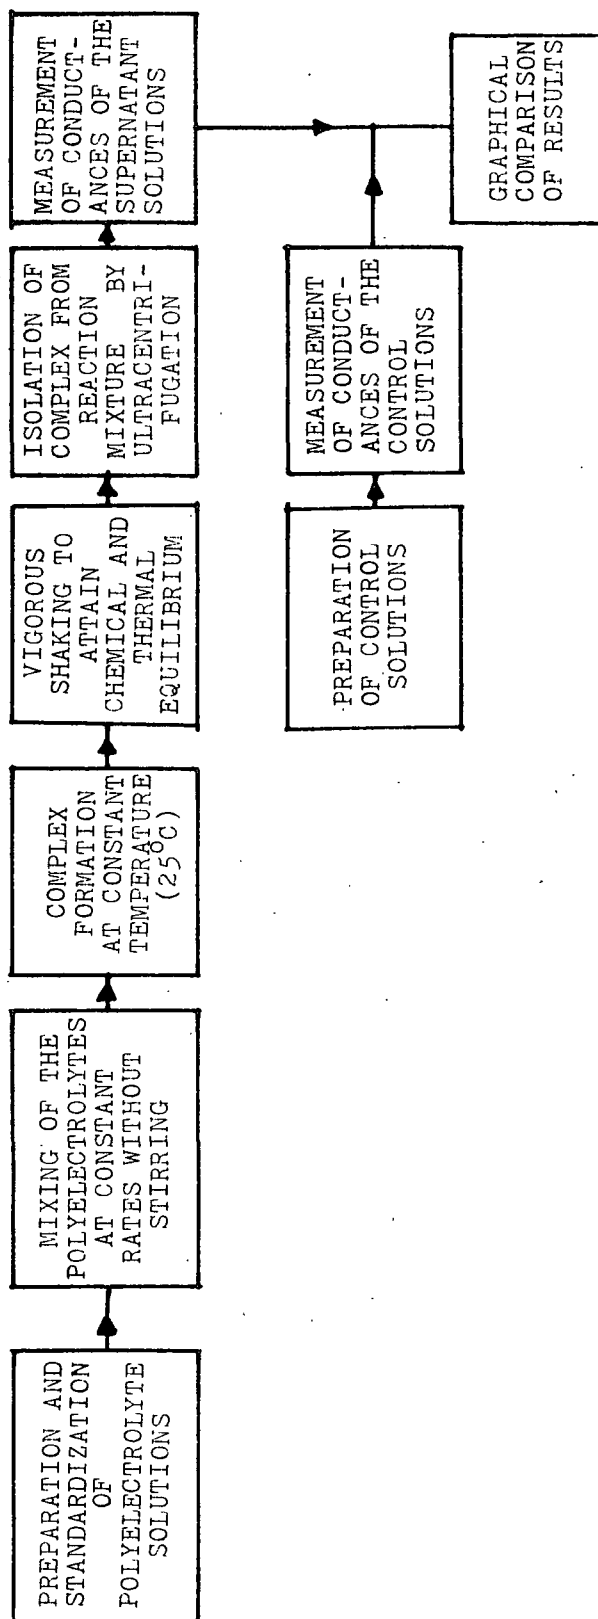 PREPARATION AND
STANDARDIZATION
OF
POLYELECTROLYTE
SOLUTIONS
MIXING OF THE
POLYELECTROLYTES
AT CONSTANT
RATES WITHOUT
STIRRING
COMPLEX
FORMATION
AT CONSTANT
TEMPERATURE
(25°C)
VIGOROUS
SHAKING TO
ATTAIN
CHEMICAL AND
THERMAL
EQUILIBRIUM
ISOLATION OF
COMPLEX FROM
REACTION
MIXTURE BY
ULTRACENTRI-
FUGATION
MEASUREMENT
OF CONDUCT-
ANCES OF THE
SUPERNATANT
SOLUTIONS
PREPARATION
OF CONTROL
SOLUTIONS
MEASUREMENT
OF CONDUCT-
ANCES OF THE
CONTROL
SOLUTIONS
GRAPHICAL
COMPARISON
OF RESULTS